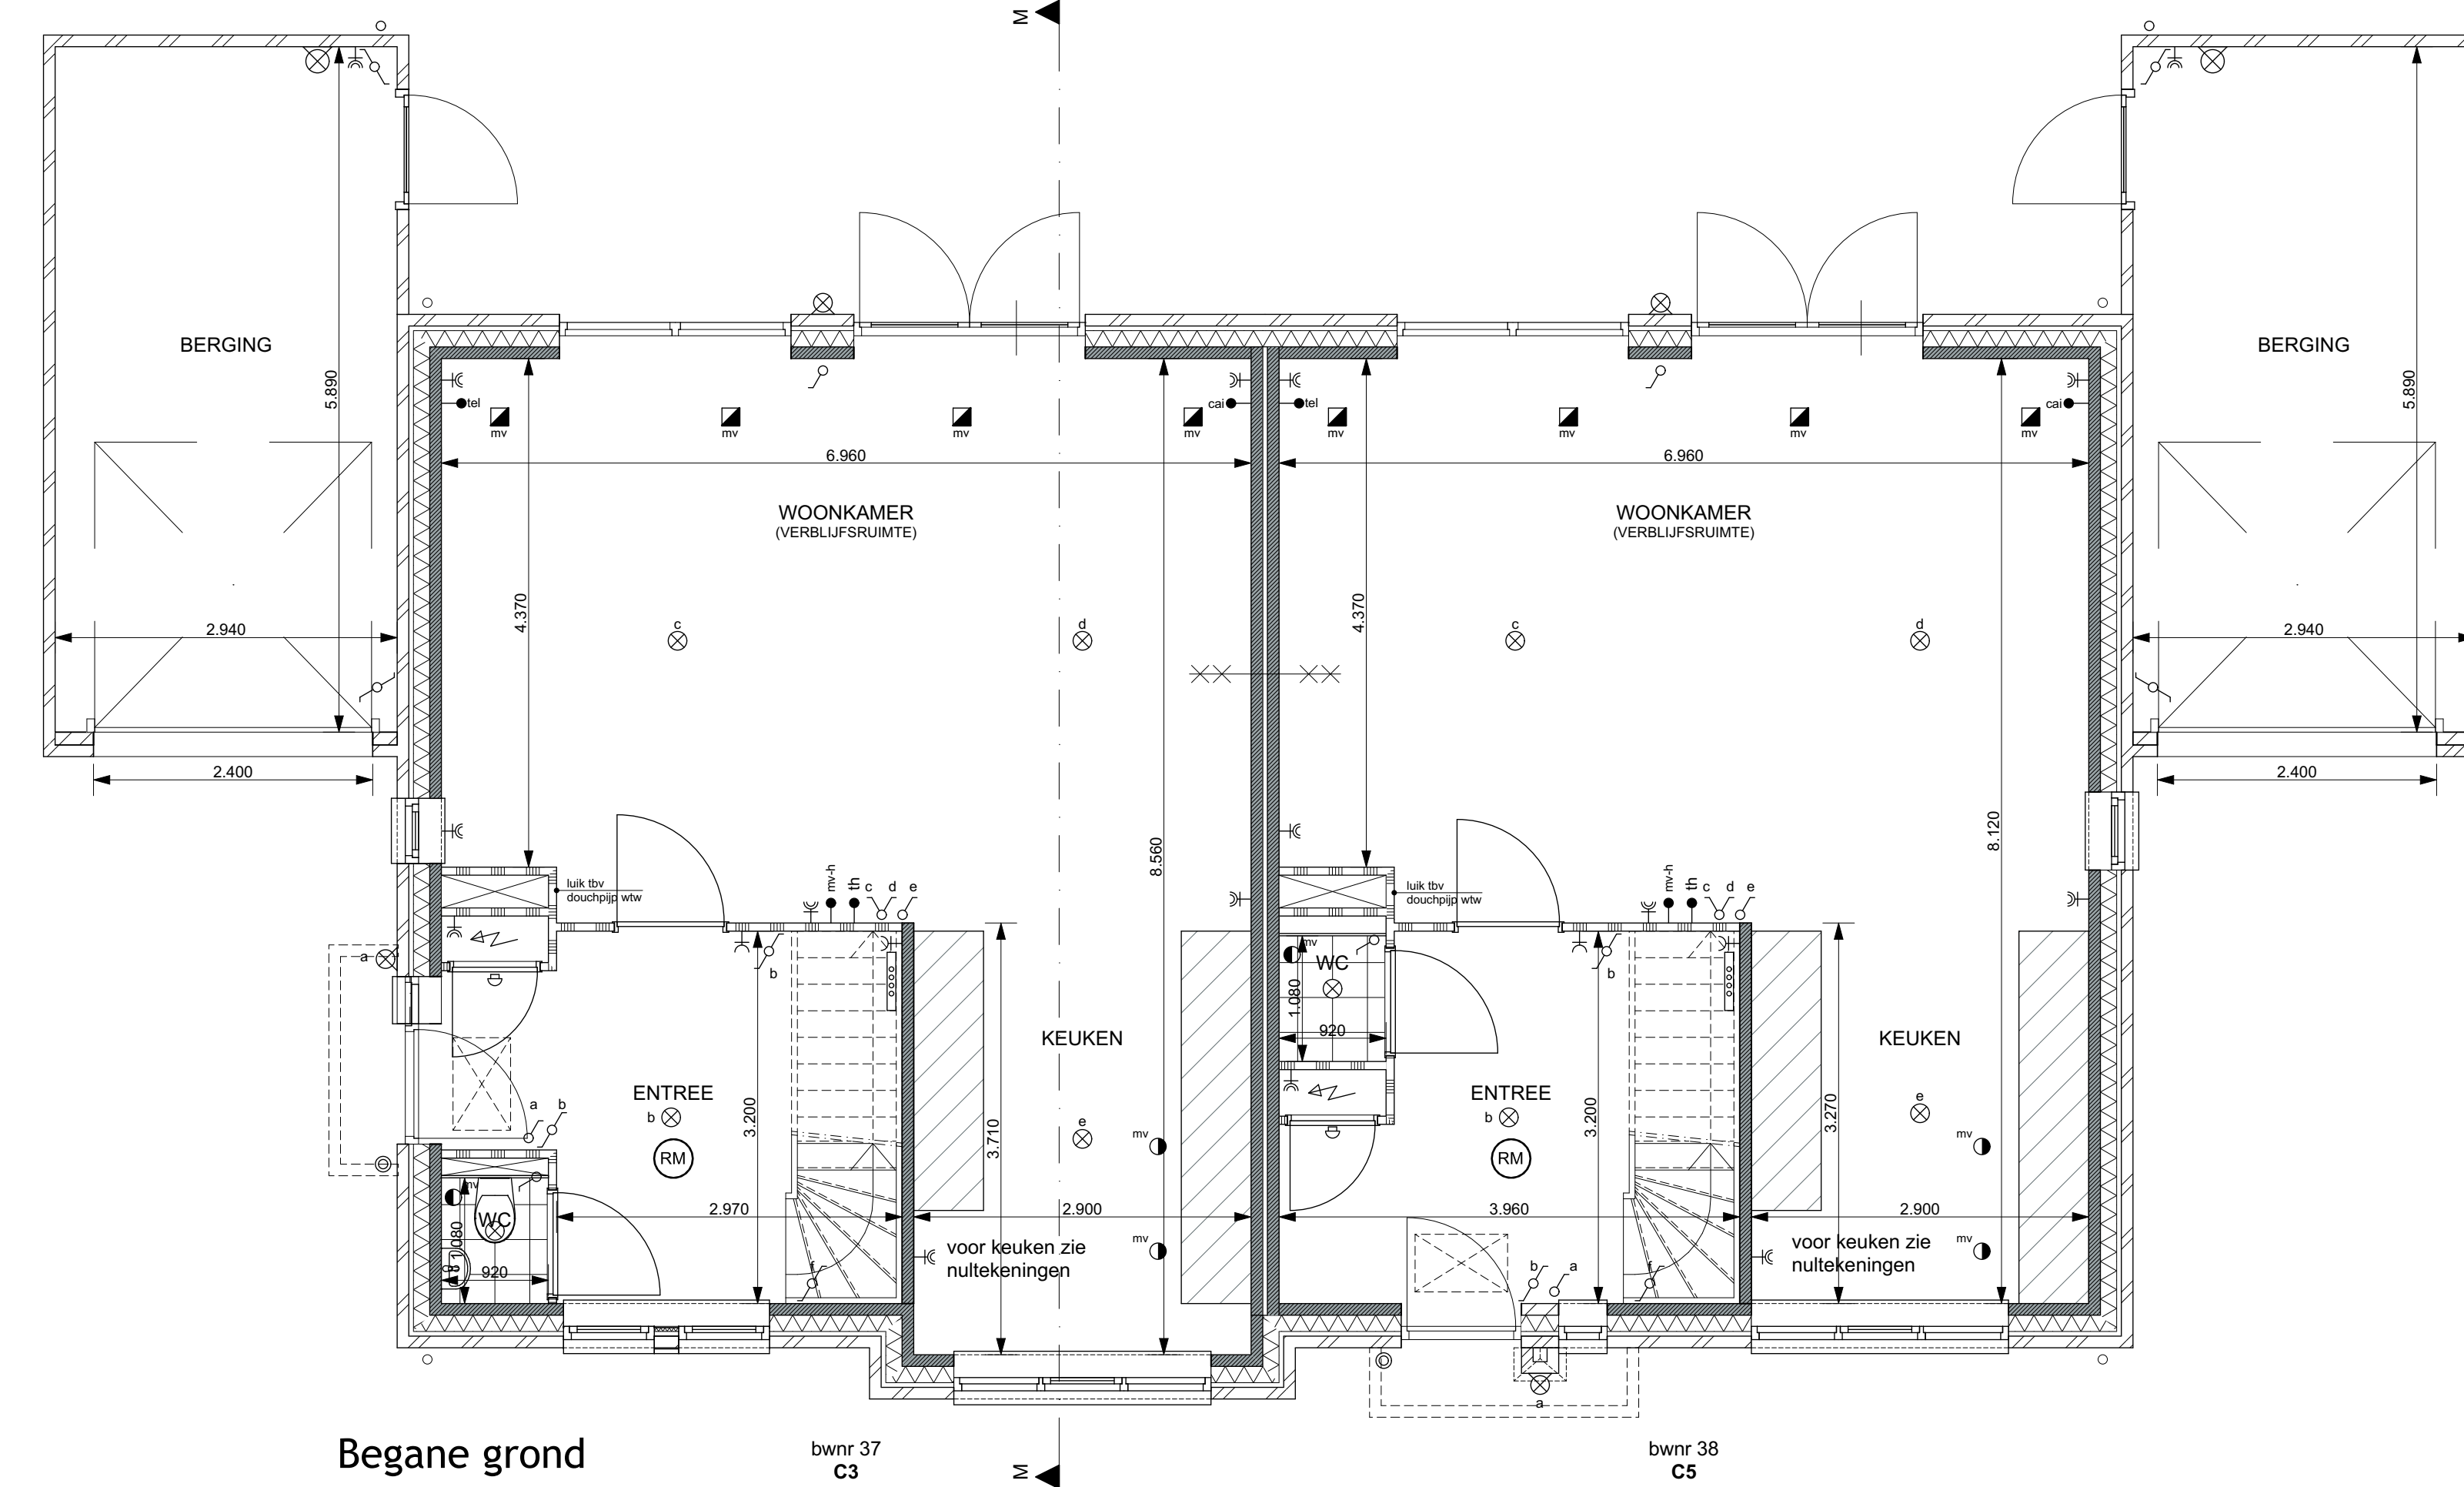 M
BERGING
5.890
2.940
2.400
BERGING
5.890
2.940
2.400
tel
mv
mv
mv
mv
cai
6.960
WOONKAMER
(VERBLIJFSRUIMTE)
4.370
c
d
8.560
luik tbv
douchpijp wtw
mv-h
th
c
d
e
a
b
a
b
ENTREE
b
RM
3.200
2.970
mv
WC
1.080
920
f
KEUKEN
3.710
e
mv
2.900
mv
voor keuken zie
nultekeningen
tel
mv
mv
mv
mv
cai
6.960
WOONKAMER
(VERBLIJFSRUIMTE)
4.370
c
d
8.120
luik tbv
douchpijp wtw
mv-h
th
c
d
e
mv
WC
1.080
920
b
ENTREE
b
RM
3.200
3.960
b
a
f
a
KEUKEN
3.270
e
mv
2.900
mv
voor keuken zie
nultekeningen
Begane grond
bwnr 37
C3
M
bwnr 38
C5